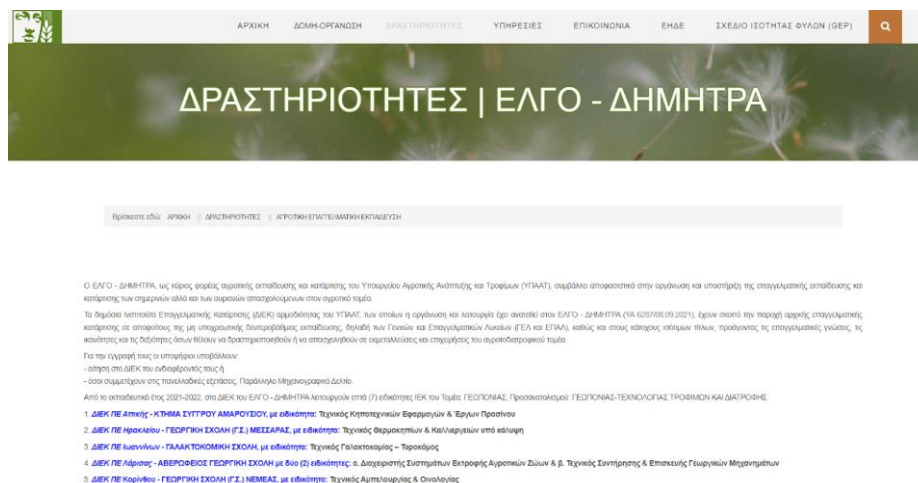 ΑΡΧΙΚΗ ΔΟΜΗ-ΟΡΓΑΝΩΣΗ ΔΡΑΣΤΗΡΙΟΤΗΤΕΣ ΥΠΗΡΕΣΙΕΣ ΕΠΙΚΟΙΝΩΝΙΑ ΕΗΔΕ ΣΧΕΔΙΟ ΙΣΟΤΗΤΑΣ ΦΥΛΩΝ (GEP)
ΔΡΑΣΤΗΡΙΟΤΗΤΕΣ | ΕΛΓΟ - ΔΗΜΗΤΡΑ
Βρίσκεστε εδώ: ΑΡΧΙΚΗ || ΔΡΑΣΤΗΡΙΟΤΗΤΕΣ || ΑΓΡΟΤΙΚΗ ΕΠΑΓΓΕΛΜΑΤΙΚΗ ΕΚΠΑΙΔΕΥΣΗ
Ο ΕΛΓΟ - ΔΗΜΗΤΡΑ, ως κύριος φορέας αγροτικής εκπαίδευσης και κατάρτισης του Υπουργείου Αγροτικής Ανάπτυξης και Τροφίμων (ΥΠΑΑΤ), συμβάλλει αποφασιστικά στην οργάνωση και υποστήριξη της επαγγελματικής εκπαίδευσης και
κατάρτισης των σημερινών αλλά και των αυριανών απασχολούμενων στον αγροτικό τομέα.
Τα δημόσια Ινστιτούτα Επαγγελματικής Κατάρτισης (ΔΙΕΚ) αρμοδιότητας του ΥΠΑΑΤ, των οποίων η οργάνωση και λειτουργία έχει ανατεθεί στον ΕΛΓΟ - ΔΗΜΗΤΡΑ (ΥΑ 6287/08.09.2021), έχουν σκοπό την παροχή αρχικής επαγγελματικής
κατάρτισης σε αποφοίτους της μη υποχρεωτικής δευτεροβάθμιας εκπαίδευσης, δηλαδή των Γενικών και Επαγγελματικών Λυκείων (ΓΕΛ και ΕΠΑΛ), καθώς και στους κάτοχους ισότιμων τίτλων, προάγοντας τις επαγγελματικές γνώσεις, τις
ικανότητες και τις δεξιότητες όσων θέλουν να δραστηριοποιηθούν ή να απασχοληθούν σε εκμεταλλεύσεις και επιχειρήσεις του αγροδιατροφικού τομέα.
Για την εγγραφή τους οι υποψήφιοι υποβάλλουν:
- αίτηση στο ΔΙΕΚ του ενδιαφέροντός τους ή
- όσοι συμμετέχουν στις πανελλαδικές εξετάσεις, Παράλληλο Μηχανογραφικό Δελτίο.
Από το εκπαιδευτικό έτος 2021-2022, στα ΔΙΕΚ του ΕΛΓΟ - ΔΗΜΗΤΡΑ λειτουργούν επτά (7) ειδικότητες ΙΕΚ του Τομέα: ΓΕΩΠΟΝΙΑΣ, Προσανατολισμού: ΓΕΩΠΟΝΙΑΣ-ΤΕΧΝΟΛΟΓΙΑΣ ΤΡΟΦΙΜΩΝ ΚΑΙ ΔΙΑΤΡΟΦΗΣ
1. ΔΙΕΚ ΠΕ Αττικής - ΚΤΗΜΑ ΣΥΓΓΡΟΥ ΑΜΑΡΟΥΣΙΟΥ, με ειδικότητα: Τεχνικός Κηποτεχνικών Εφαρμογών & Έργων Πρασίνου
2. ΔΙΕΚ ΠΕ Ηρακλείου - ΓΕΩΡΓΙΚΗ ΣΧΟΛΗ (Γ.Σ.) ΜΕΣΣΑΡΑΣ, με ειδικότητα: Τεχνικός Θερμοκηπίων & Καλλιεργειών υπό κάλυψη
3. ΔΙΕΚ ΠΕ Ιωαννίνων - ΓΑΛΑΚΤΟΚΟΜΙΚΗ ΣΧΟΛΗ, με ειδικότητα: Τεχνικός Γαλακτοκομίας – Τυροκόμος
4. ΔΙΕΚ ΠΕ Λάρισας - ΑΒΕΡΩΦΕΙΟΣ ΓΕΩΡΓΙΚΗ ΣΧΟΛΗ με δύο (2) ειδικότητες: α. Διαχειριστής Συστημάτων Εκτροφής Αγροτικών Ζώων & β. Τεχνικός Συντήρησης & Επισκευής Γεωργικών Μηχανημάτων
5. ΔΙΕΚ ΠΕ Κορίνθου - ΓΕΩΡΓΙΚΗ ΣΧΟΛΗ (Γ.Σ.) ΝΕΜΕΑΣ, με ειδικότητα: Τεχνικός Αμπελουργίας & Οινολογίας